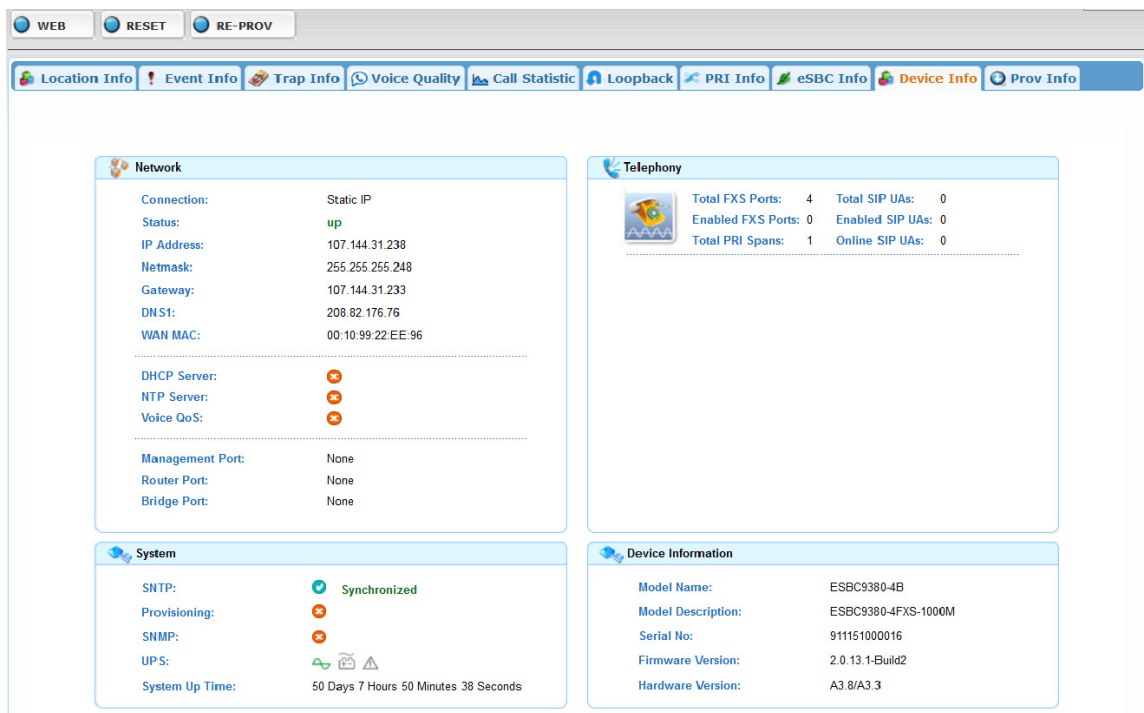 WEB RESET RE-PROV
Location Info Event Info Trap Info Voice Quality Call Statistic Loopback PRI Info eSBC Info Device Info Prov Info
Network
Connection: Static IP
Status: up
IP Address: 107.144.31.238
Netmask: 255.255.255.248
Gateway: 107.144.31.233
DNS1: 208.82.176.76
WAN MAC: 00:10:99:22:EE:96
DHCP Server:
NTP Server:
Voice QoS:
Management Port: None
Router Port: None
Bridge Port: None
Telephony
Total FXS Ports: 4 Total SIP UAs: 0
Enabled FXS Ports: 0 Enabled SIP UAs: 0
Total PRI Spans: 1 Online SIP UAs: 0
System
SNTP: Synchronized
Provisioning:
SNMP:
UPS:
System Up Time: 50 Days 7 Hours 50 Minutes 38 Seconds
Device Information
Model Name: ESBC9380-4B
Model Description: ESBC9380-4FXS-1000M
Serial No: 911151000016
Firmware Version: 2.0.13.1-Build2
Hardware Version: A3.8/A3.3